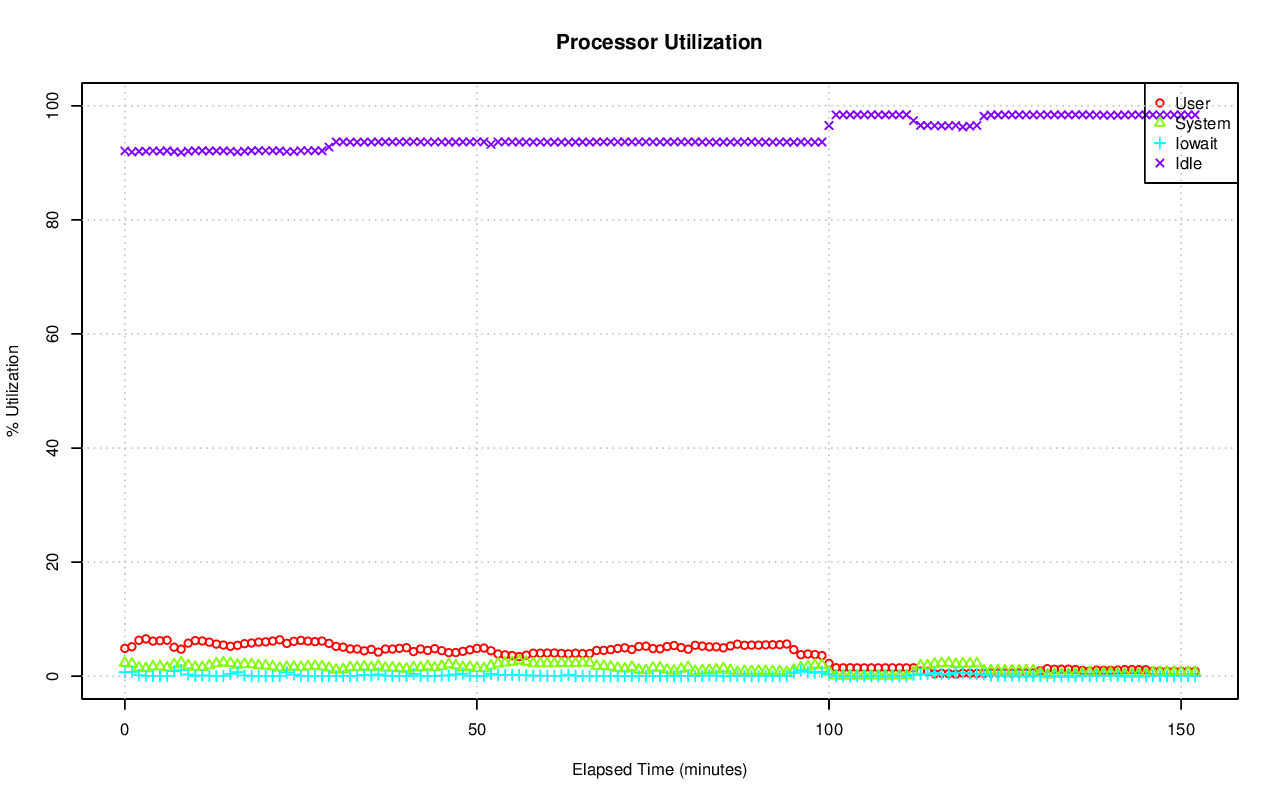 Processor Utilization
100
80
60
40
20
0
% Utilization
User
System
Iowait
Idle
0 50 100 150
Elapsed Time (minutes)